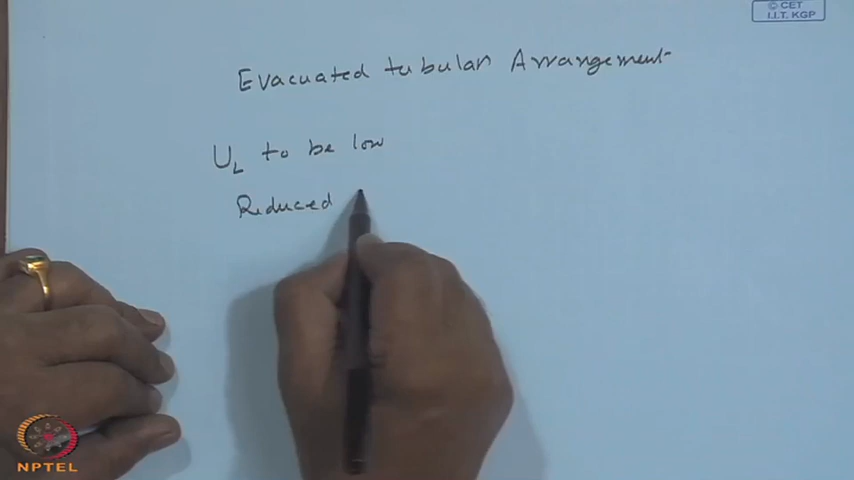 © CET
I.I.T. KGP
Evacuated tubular Arrangement
UL to be low
Reduced
NPTEL